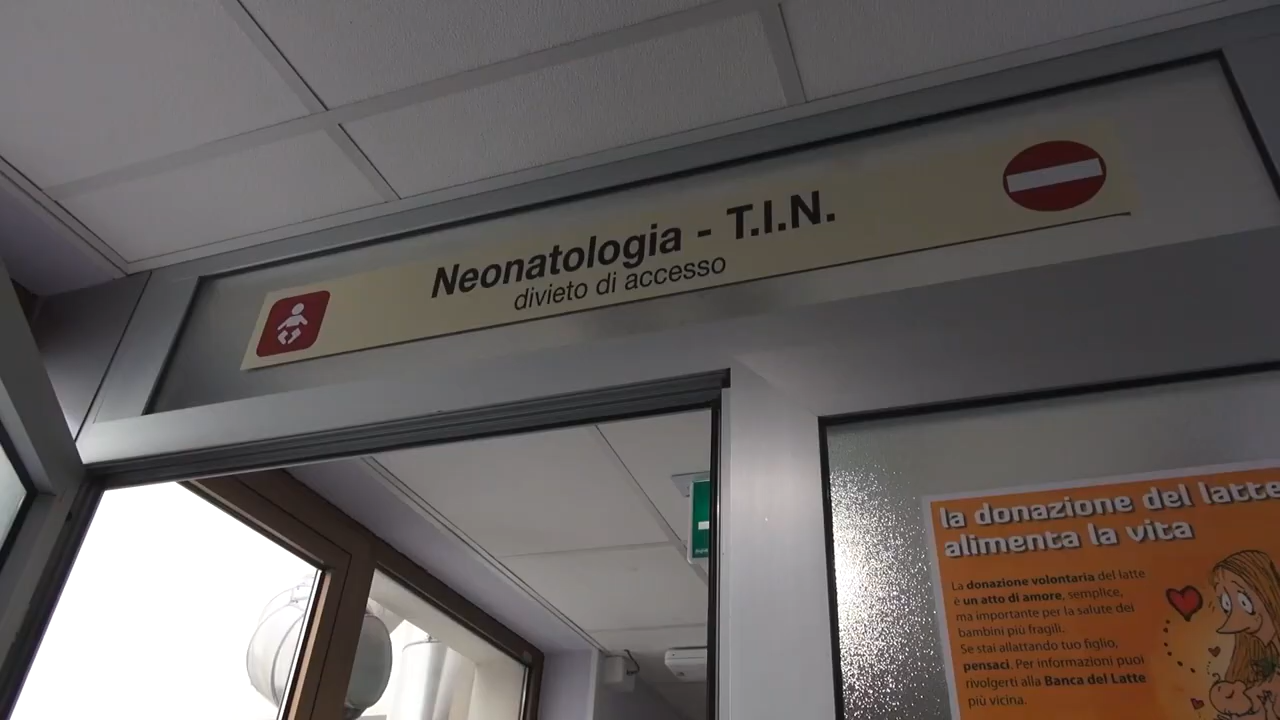 Neonatologia - T.I.N.
divieto di accesso
la donazione del latte
alimenta la vita
La donazione volontaria del latte
è un atto di amore, semplice,
ma importante per la salute dei
bambini più fragili.
Se stai allattando tuo figlio,
pensaci. Per informazioni puoi
rivolgerti alla Banca del Latte
più vicina.